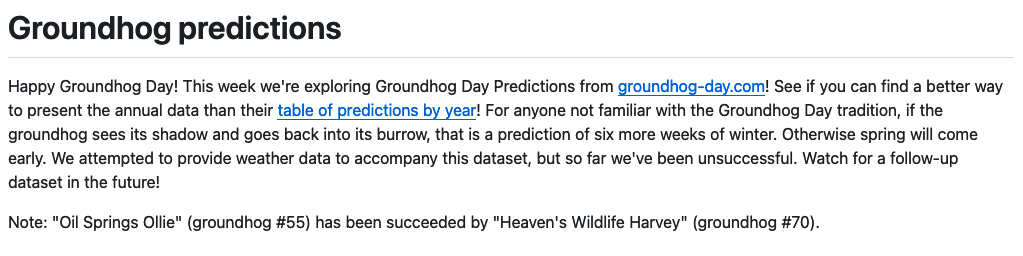 Groundhog predictions
Happy Groundhog Day! This week we're exploring Groundhog Day Predictions from groundhog-day.com! See if you can find a better way
to present the annual data than their table of predictions by year! For anyone not familiar with the Groundhog Day tradition, if the
groundhog sees its shadow and goes back into its burrow, that is a prediction of six more weeks of winter. Otherwise spring will come
early. We attempted to provide weather data to accompany this dataset, but so far we've been unsuccessful. Watch for a follow-up
dataset in the future!
Note: "Oil Springs Ollie" (groundhog #55) has been succeeded by "Heaven's Wildlife Harvey" (groundhog #70).